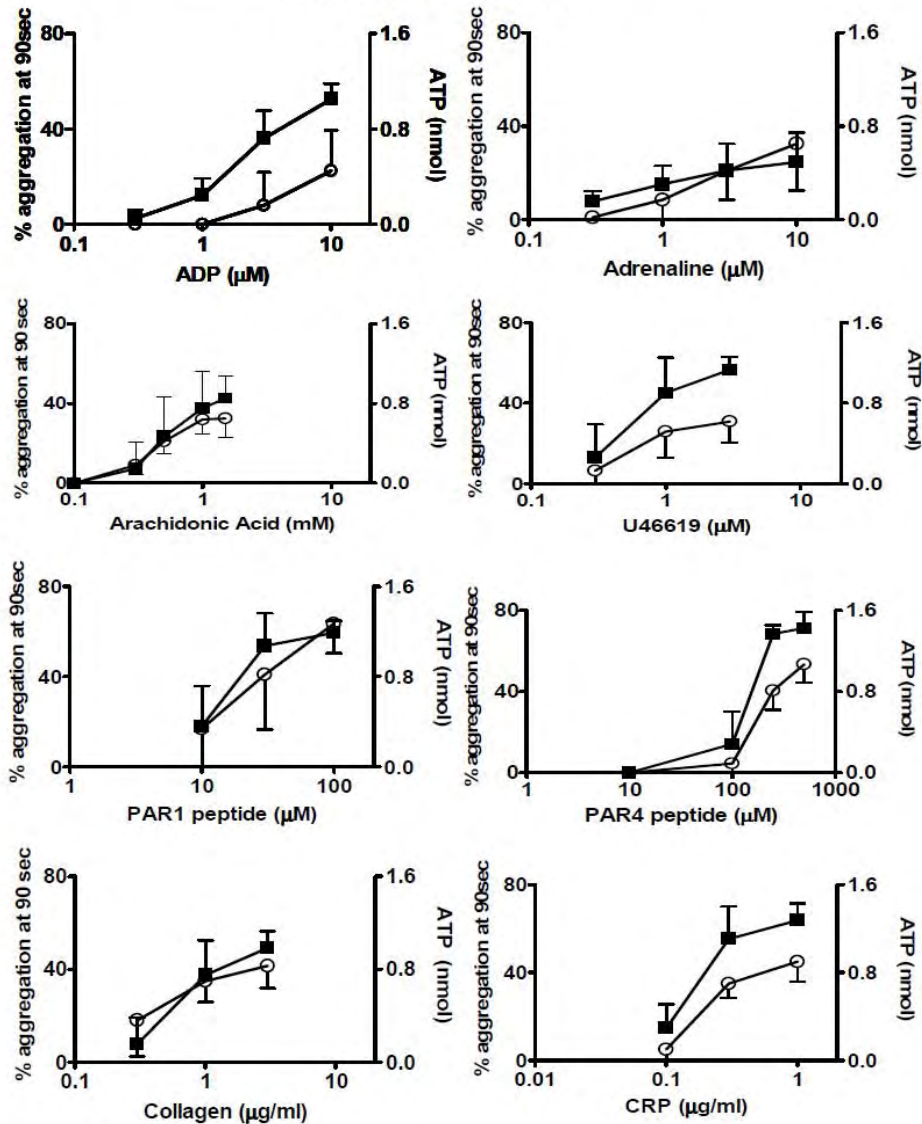 % aggregation at 90sec
80
40
0
1.6
0.8
0.0
ATP (nmol)
0.1 1 10
ADP (µM)
% aggregation at 90sec
80
40
0
1.6
0.8
0.0
ATP (nmol)
0.1 1 10
Adrenaline (µM)
% aggregation at 90 sec
80
40
0
1.6
0.8
0.0
ATP (nmol)
0.1 1 10
Arachidonic Acid (mM)
% aggregation at 90sec
80
40
0
1.6
0.8
0.0
ATP (nmol)
0.1 1 10
U46619 (µM)
% aggregation at 90sec
80
40
0
1.6
0.8
0.0
ATP (nmol)
1 10 100
PAR1 peptide (µM)
% aggregation at 90sec
80
40
0
1.6
0.8
0.0
ATP (nmol)
1 10 100 1000
PAR4 peptide (µM)
% aggregation at 90 sec
80
40
0
1.6
0.8
0.0
ATP (nmol)
0.1 1 10
Collagen (µg/ml)
% aggregation at 90sec
80
40
0
1.6
0.8
0.0
ATP (nmol)
0.01 0.1 1
CRP (µg/ml)